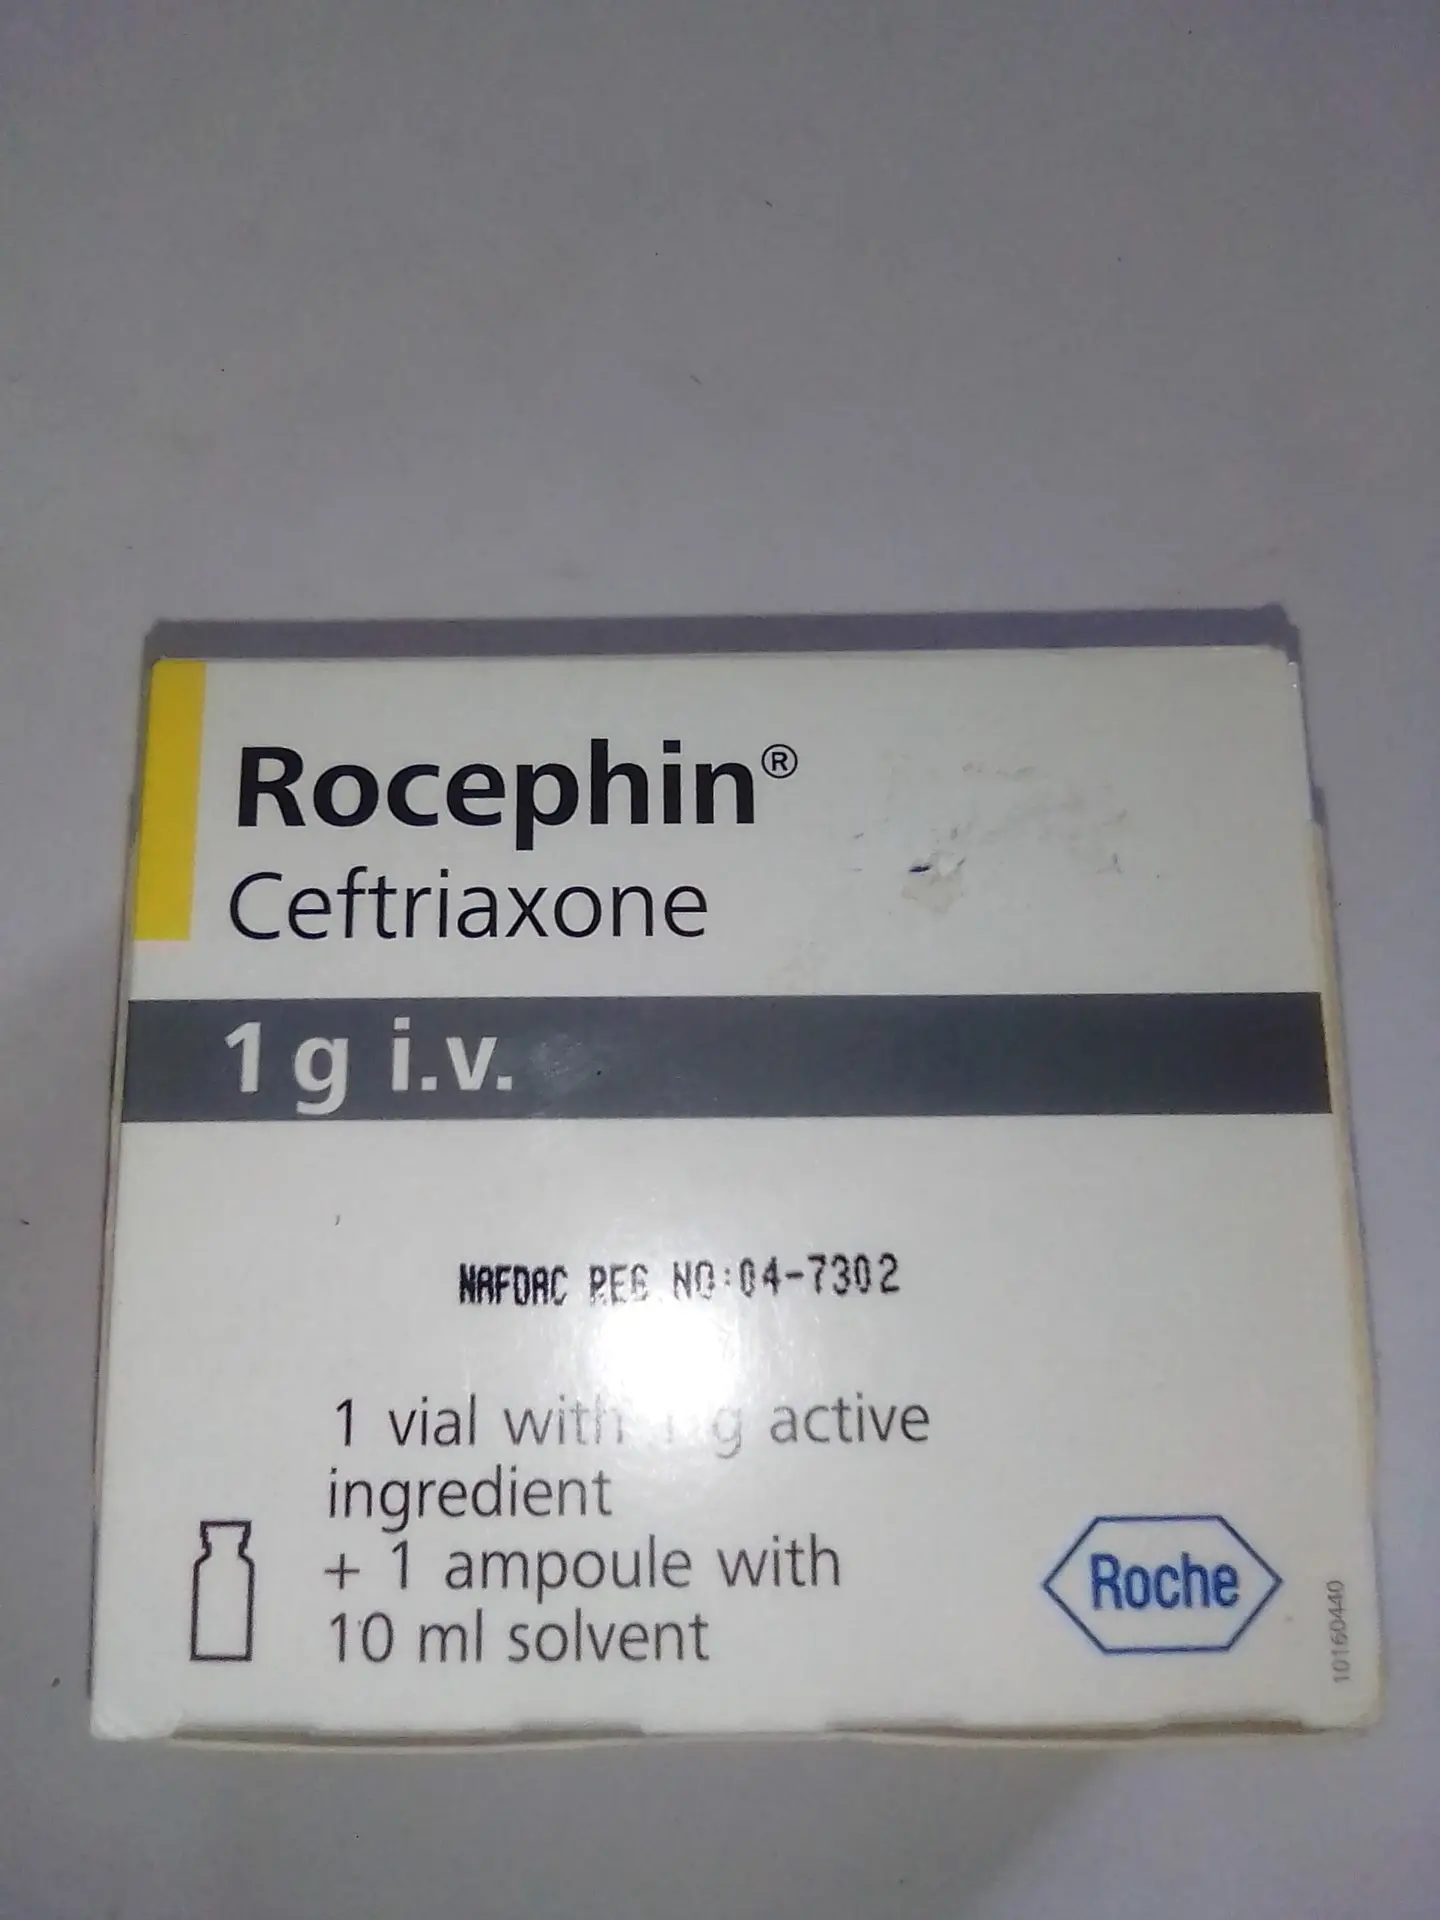 Rocephin®
Ceftriaxone
1 g i.v.
NAFDAC REG NO:04-7302
1 vial with 1 g active
ingredient
+ 1 ampoule with
10 ml solvent
Roche
10160440